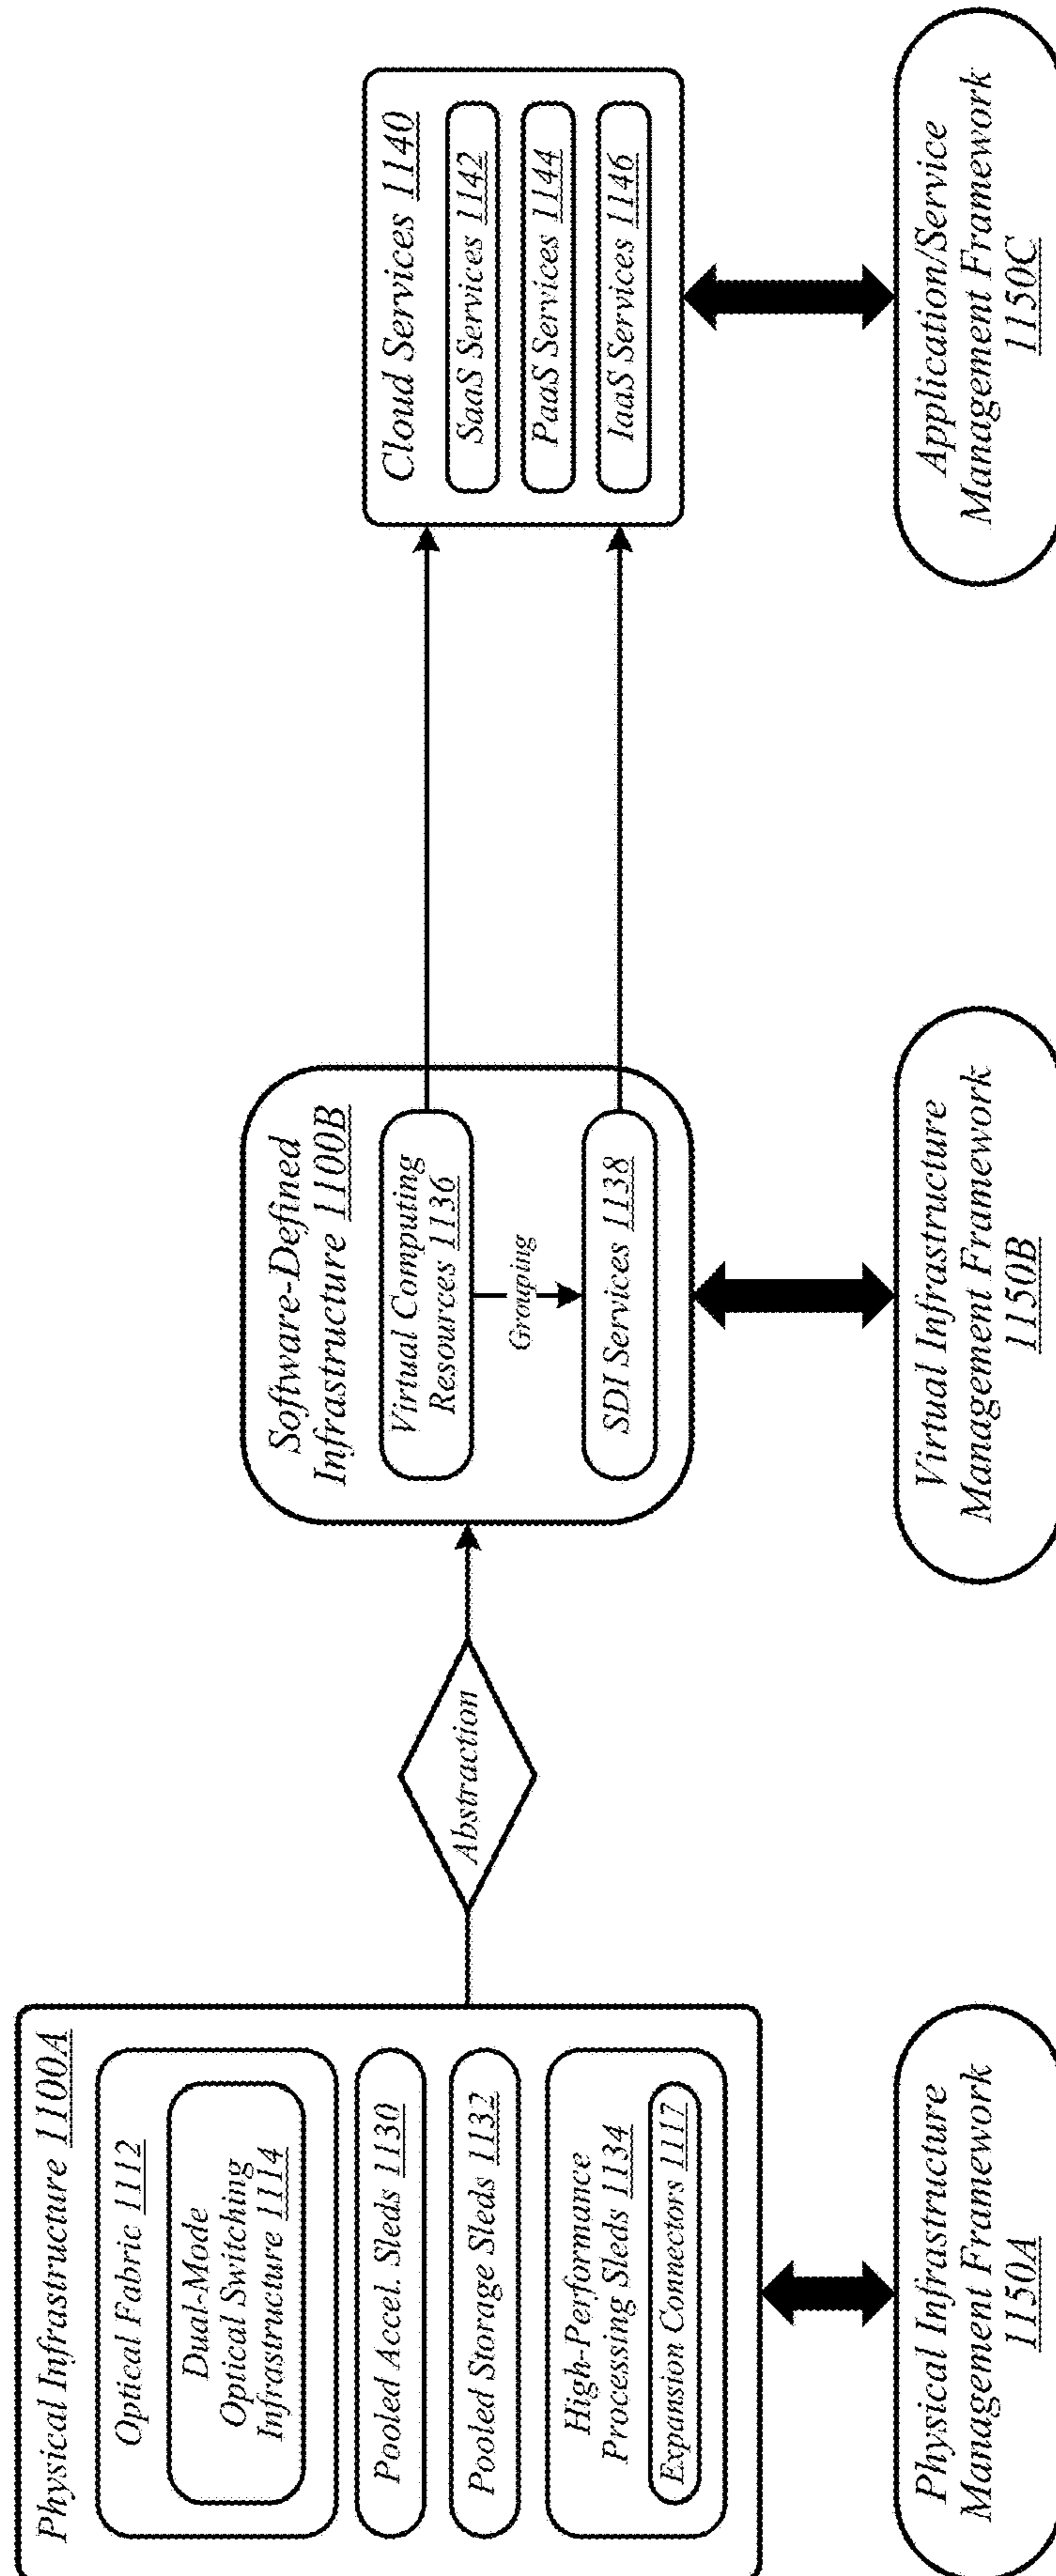 Physical Infrastructure 1100A
Optical Fabric 1112
Dual-Mode
Optical Switching
Infrastructure 1114
Pooled Accel. Sleds 1130
Pooled Storage Sleds 1132
High-Performance
Processing Sleds 1134
Expansion Connectors 1117
Physical Infrastructure
Management Framework
1150A
Abstraction
Software-Defined
Infrastructure 1100B
Virtual Computing
Resources 1136
Grouping
SDI Services 1138
Virtual Infrastructure
Management Framework
1150B
Cloud Services 1140
SaaS Services 1142
PaaS Services 1144
IaaS Services 1146
Application/Service
Management Framework
1150C